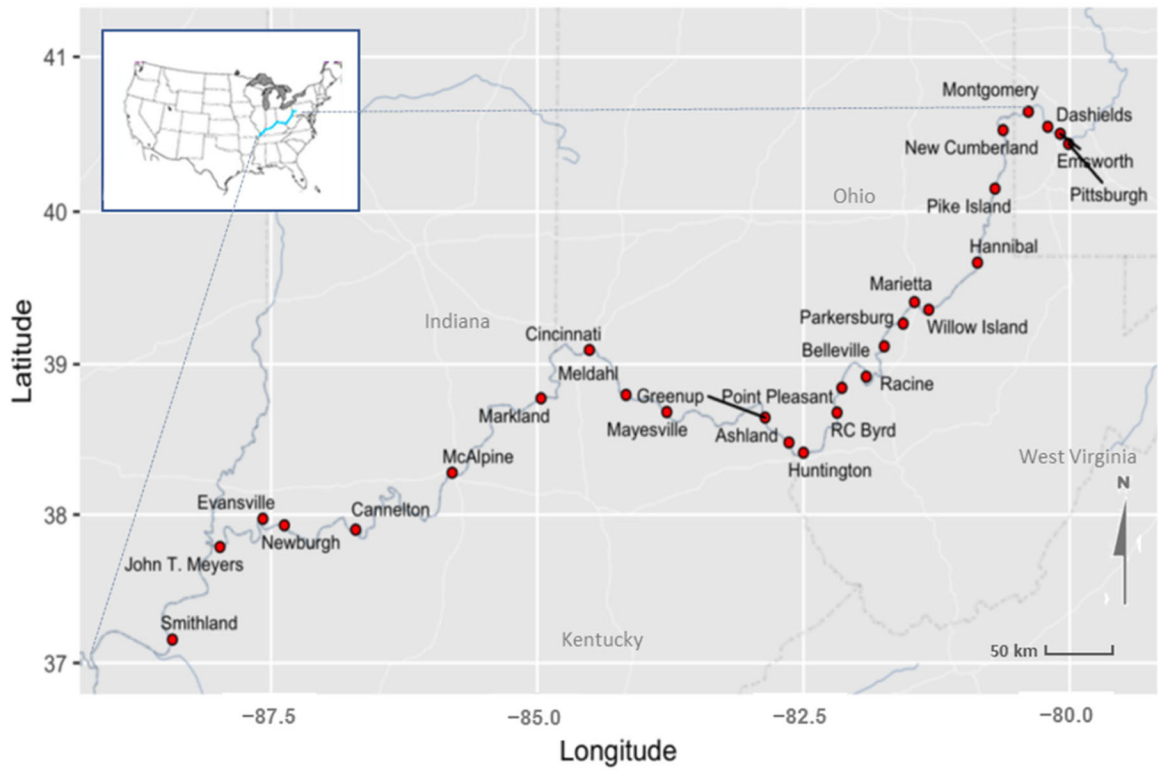 41
Montgomery
Dashields
New Cumberland
Emsworth
Pittsburgh
Ohio
40
Pike Island
Hannibal
Marietta
Indiana
Parkersburg
Willow Island
Cincinnati
Belleville
39
Meldahl
Racine
Greenup
Point Pleasant
Markland
Mayesville
Ashland
RC Byrd
McAlpine
Huntington
West Virginia
N
Evansville
Cannelton
38
Newburgh
John T. Meyers
Smithland
Kentucky
50 km
37
−87.5
−85.0
−82.5
−80.0
Longitude
Latitude